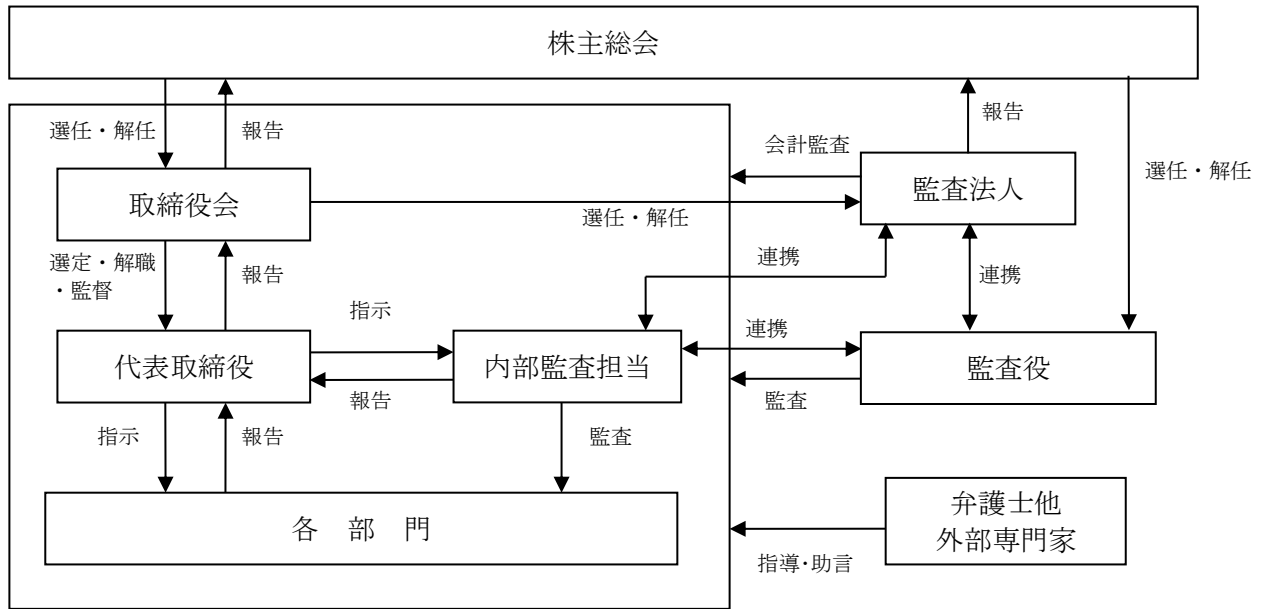 株主総会
選任・解任
報告
報告
会計監査
選任・解任
取締役会
監査法人
選任・解任
選定・解職
・監督
報告
連携
連携
指示
連携
代表取締役
内部監査担当
監査役
報告
監査
指示
報告
監査
各　部　門
弁護士他
外部専門家
指導・助言